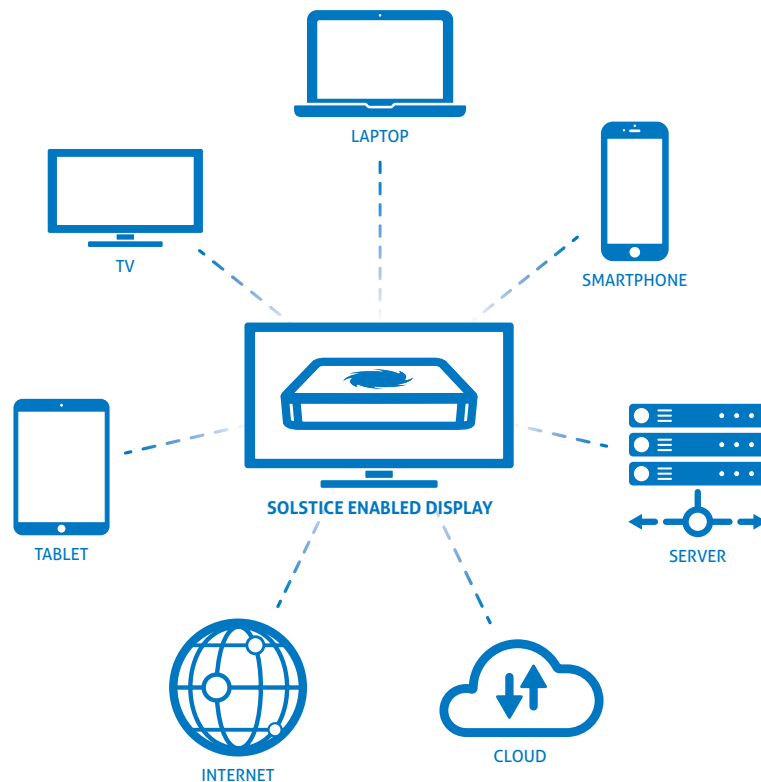 LAPTOP
TV
SMARTPHONE
SOLSTICE ENABLED DISPLAY
TABLET
SERVER
CLOUD
INTERNET